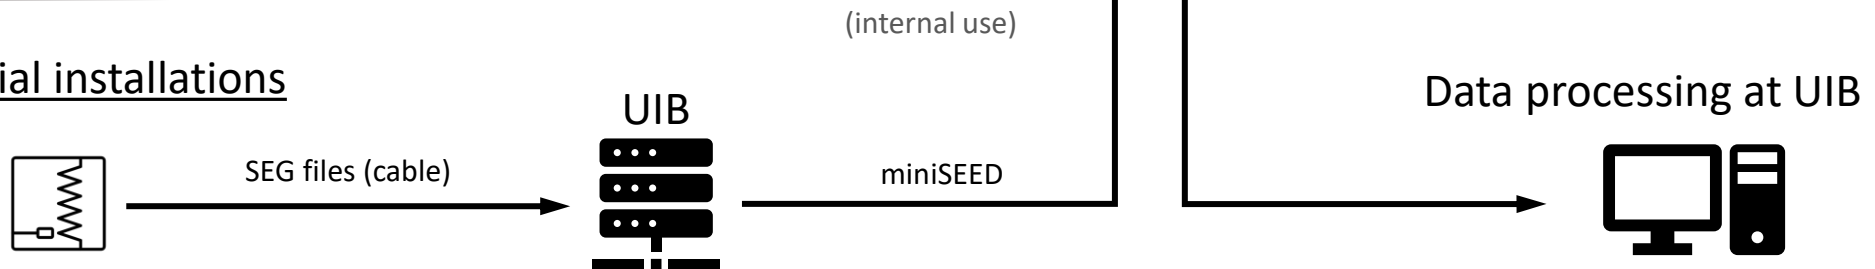 (internal use)
ial installations
Data processing at UIB
UIB
SEG files (cable)
miniSEED